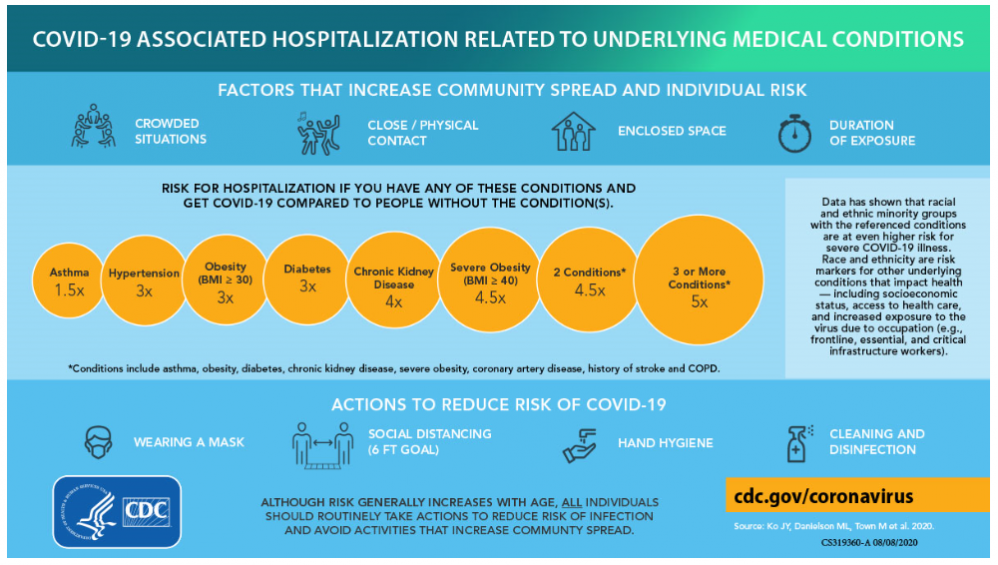 COVID-19 ASSOCIATED HOSPITALIZATION RELATED TO UNDERLYING MEDICAL CONDITIONS
FACTORS THAT INCREASE COMMUNITY SPREAD AND INDIVIDUAL RISK
CROWDED
SITUATIONS
CLOSE / PHYSICAL
CONTACT
ENCLOSED SPACE
DURATION
OF EXPOSURE
RISK FOR HOSPITALIZATION IF YOU HAVE ANY OF THESE CONDITIONS AND
GET COVID-19 COMPARED TO PEOPLE WITHOUT THE CONDITION(S).
Asthma
1.5x
Hypertension
3x
Obesity
(BMI ≥ 30)
3x
Diabetes
3x
Chronic Kidney
Disease
4x
Severe Obesity
(BMI ≥ 40)
4.5x
2 Conditions*
4.5x
3 or More
Conditions*
5x
*Conditions include asthma, obesity, diabetes, chronic kidney disease, severe obesity, coronary artery disease, history of stroke and COPD.
Data has shown that racial
and ethnic minority groups
with the referenced conditions
are at even higher risk for
severe COVID-19 illness.
Race and ethnicity are risk
markers for other underlying
conditions that impact health
— including socioeconomic
status, access to health care,
and increased exposure to the
virus due to occupation (e.g.,
frontline, essential, and critical
infrastructure workers).
ACTIONS TO REDUCE RISK OF COVID-19
WEARING A MASK
SOCIAL DISTANCING
(6 FT GOAL)
HAND HYGIENE
CLEANING AND
DISINFECTION
CDC
ALTHOUGH RISK GENERALLY INCREASES WITH AGE, ALL INDIVIDUALS
SHOULD ROUTINELY TAKE ACTIONS TO REDUCE RISK OF INFECTION
AND AVOID ACTIVITIES THAT INCREASE COMMUNTY SPREAD.
cdc.gov/coronavirus
Source: Ko JY, Danielson ML, Town M et al. 2020.
CS319360-A 08/08/2020